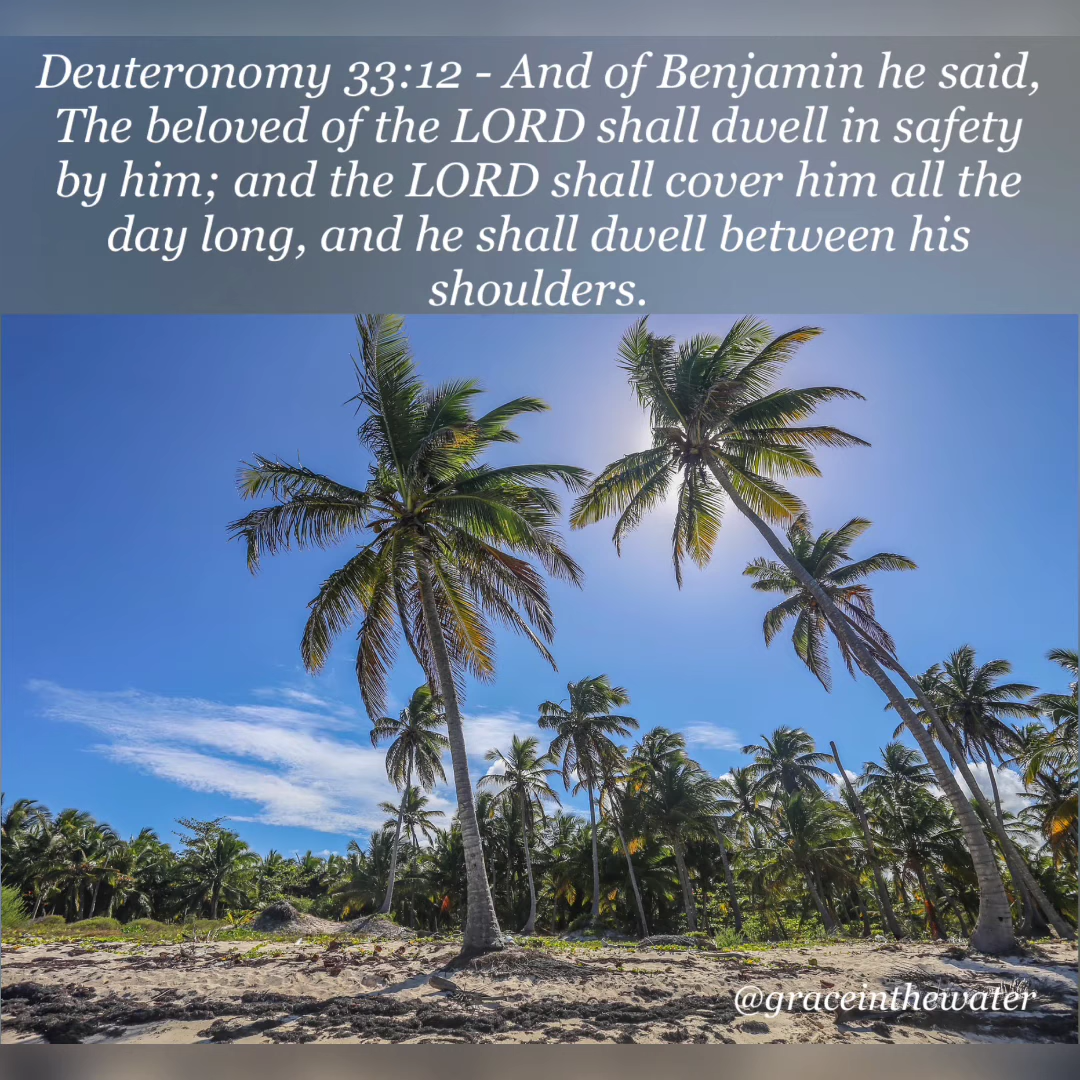 Deuteronomy 33:12 - And of Benjamin he said,
The beloved of the LORD shall dwell in safety
by him; and the LORD shall cover him all the
day long, and he shall dwell between his
shoulders.
@graceinthewater